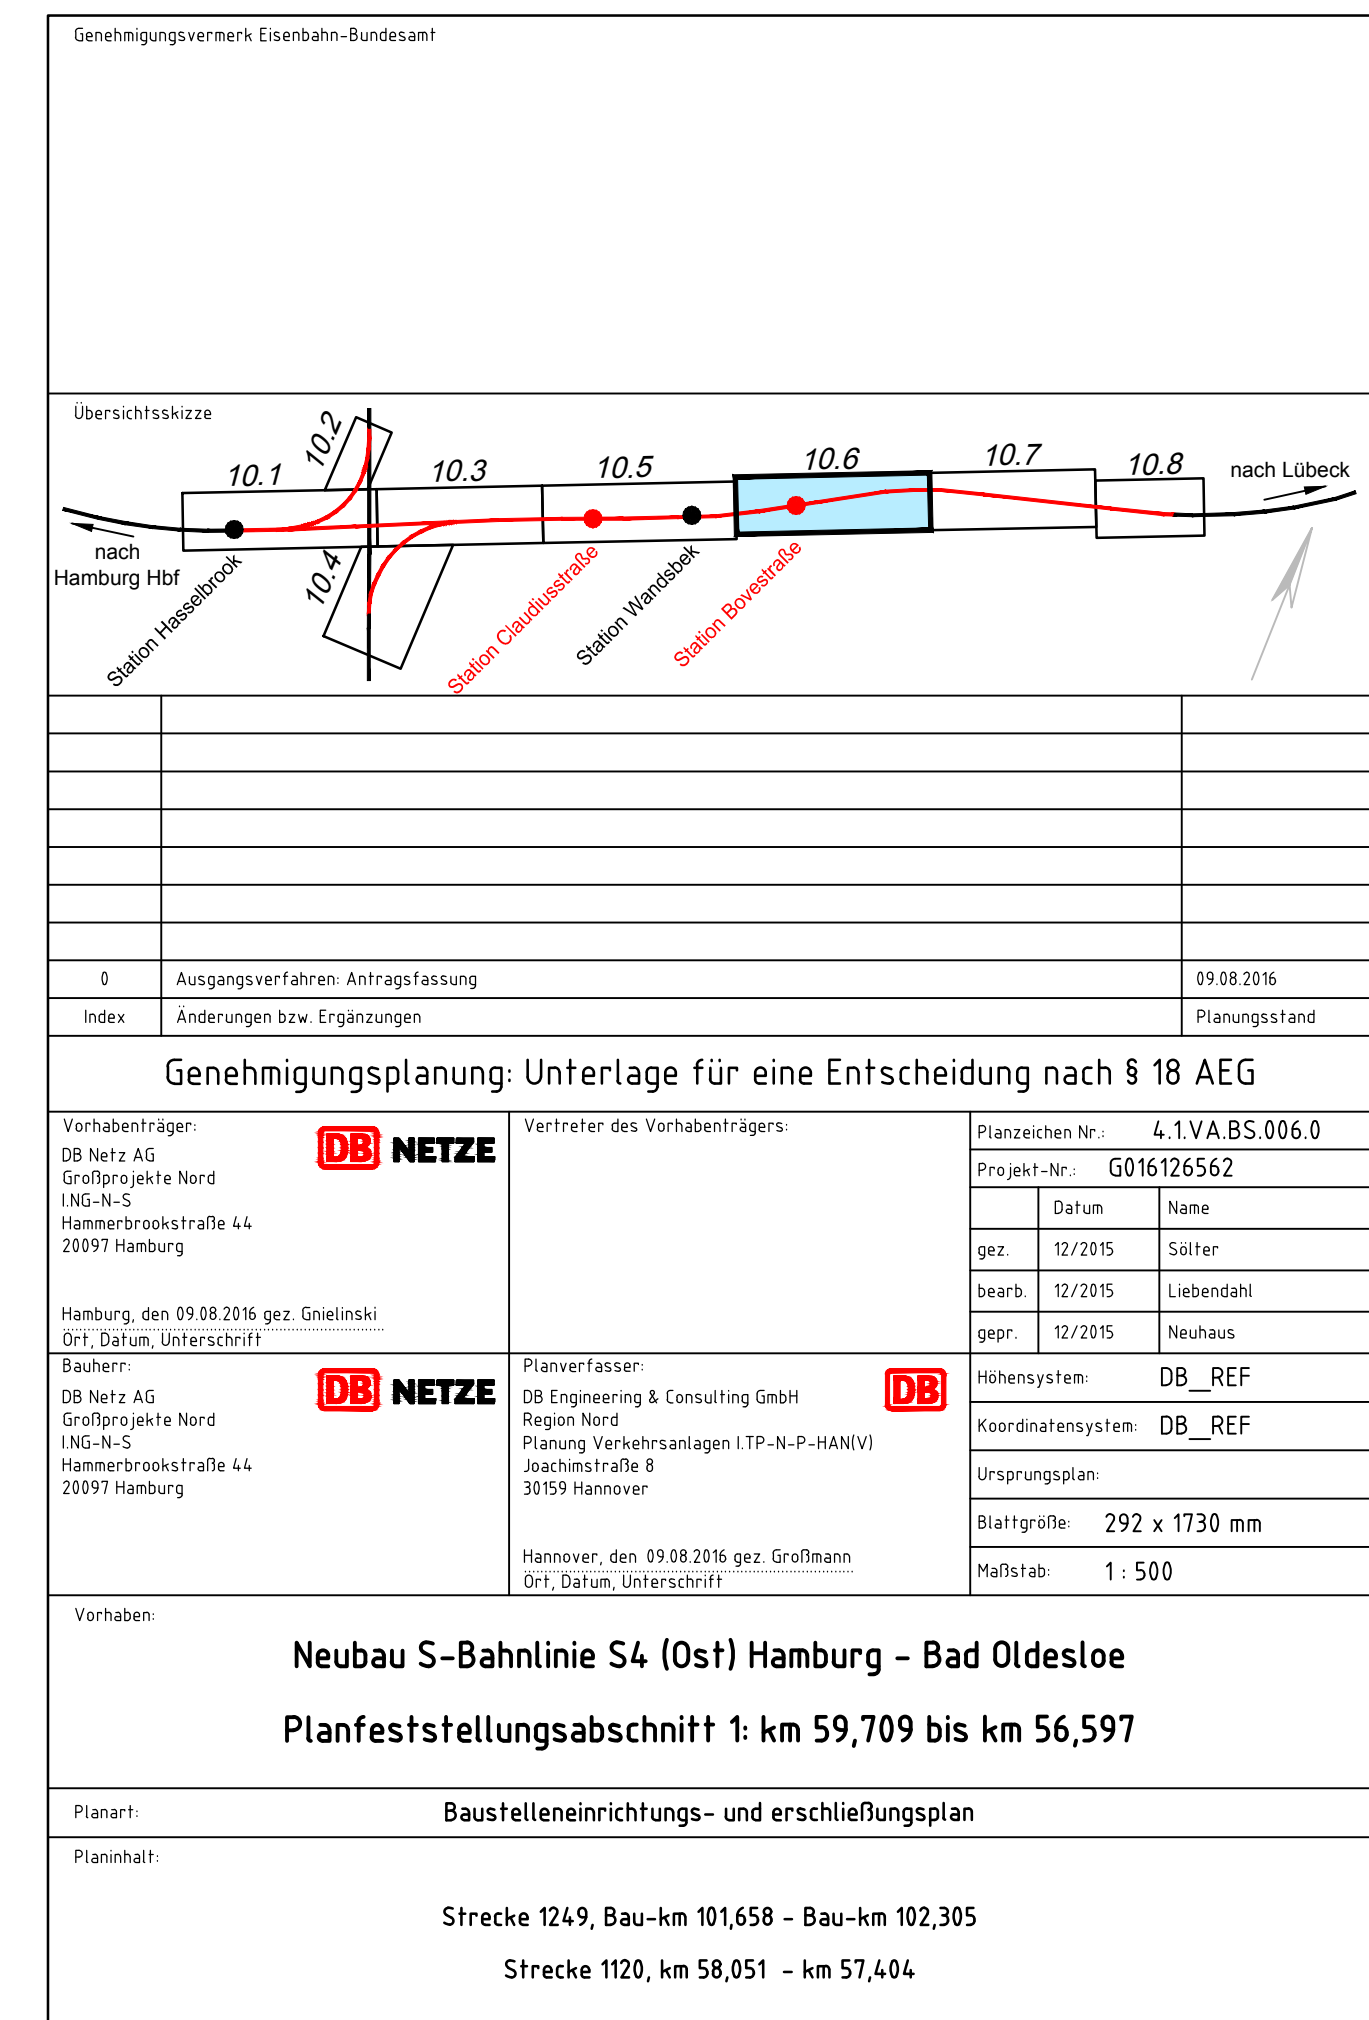 Genehmigungsvermerk Eisenbahn-Bundesamt
Übersichtsskizze
10.1
10.2
10.3
10.4
10.5
10.6
10.7
10.8
nach Lübeck
nach
Hamburg Hbf
Station Hasselbrook
Station Claudiusstraße
Station Wandsbek
Station Bovestraße
0 Ausgangsverfahren: Antragsfassung 09.08.2016
Index Änderungen bzw. Ergänzungen Planungsstand
Genehmigungsplanung: Unterlage für eine Entscheidung nach § 18 AEG
Vorhabenträger:
DB NETZE
DB Netz AG
Großprojekte Nord
I.NG-N-S
Hammerbrookstraße 44
20097 Hamburg
Hamburg, den 09.08.2016 gez. Gnielinski
Ort, Datum, Unterschrift
Vertreter des Vorhabenträgers:
Planzeichen Nr.: 4.1.VA.BS.006.0
Projekt-Nr.: G016126562
Datum Name
gez. 12/2015 Sölter
bearb. 12/2015 Liebendahl
gepr. 12/2015 Neuhaus
Bauherr:
DB NETZE
DB Netz AG
Großprojekte Nord
I.NG-N-S
Hammerbrookstraße 44
20097 Hamburg
Planverfasser:
DB
DB Engineering & Consulting GmbH
Region Nord
Planung Verkehrsanlagen I.TP-N-P-HAN(V)
Joachimstraße 8
30159 Hannover
Hannover, den 09.08.2016 gez. Großmann
Ort, Datum, Unterschrift
Höhensystem: DB_REF
Koordinatensystem: DB_REF
Ursprungsplan:
Blattgröße: 292 x 1730 mm
Maßstab: 1 : 500
Vorhaben:
Neubau S-Bahnlinie S4 (Ost) Hamburg - Bad Oldesloe
Planfeststellungsabschnitt 1: km 59,709 bis km 56,597
Planart: Baustelleneinrichtungs- und erschließungsplan
Planinhalt:
Strecke 1249, Bau-km 101,658 - Bau-km 102,305
Strecke 1120, km 58,051 - km 57,404